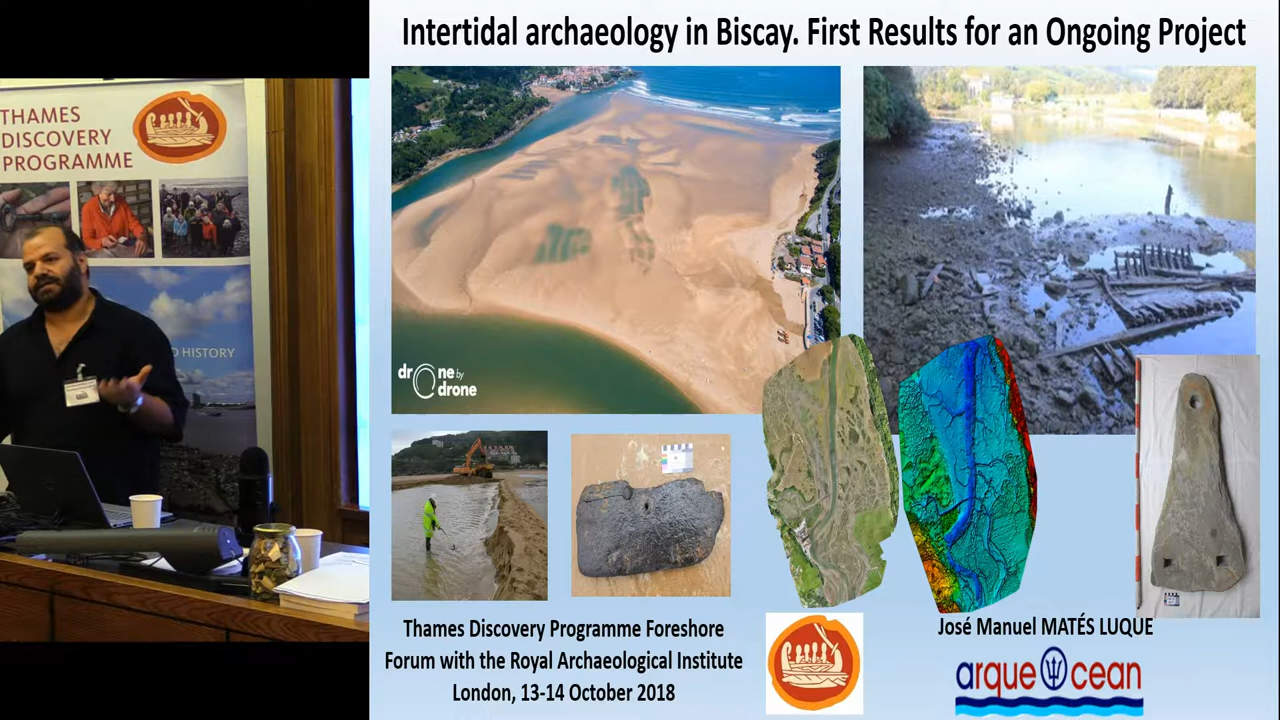 Intertidal archaeology in Biscay. First Results for an Ongoing Project
THAMES
DISCOVERY
PROGRAMME
HISTORY
drone by
drone
Thames Discovery Programme Foreshore
Forum with the Royal Archaeological Institute
London, 13-14 October 2018
José Manuel MATÉS LUQUE
arqueOcean